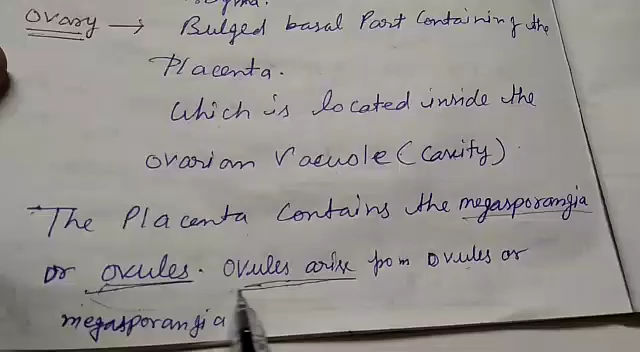 Ovary → Bulged basal Part Containing the
Placenta.
Which is located inside the
ovarian Vacuole (Cavity)
The Placenta Contains the megasporangia
or ovules. Ovules arise from Ovules or
megasporangia